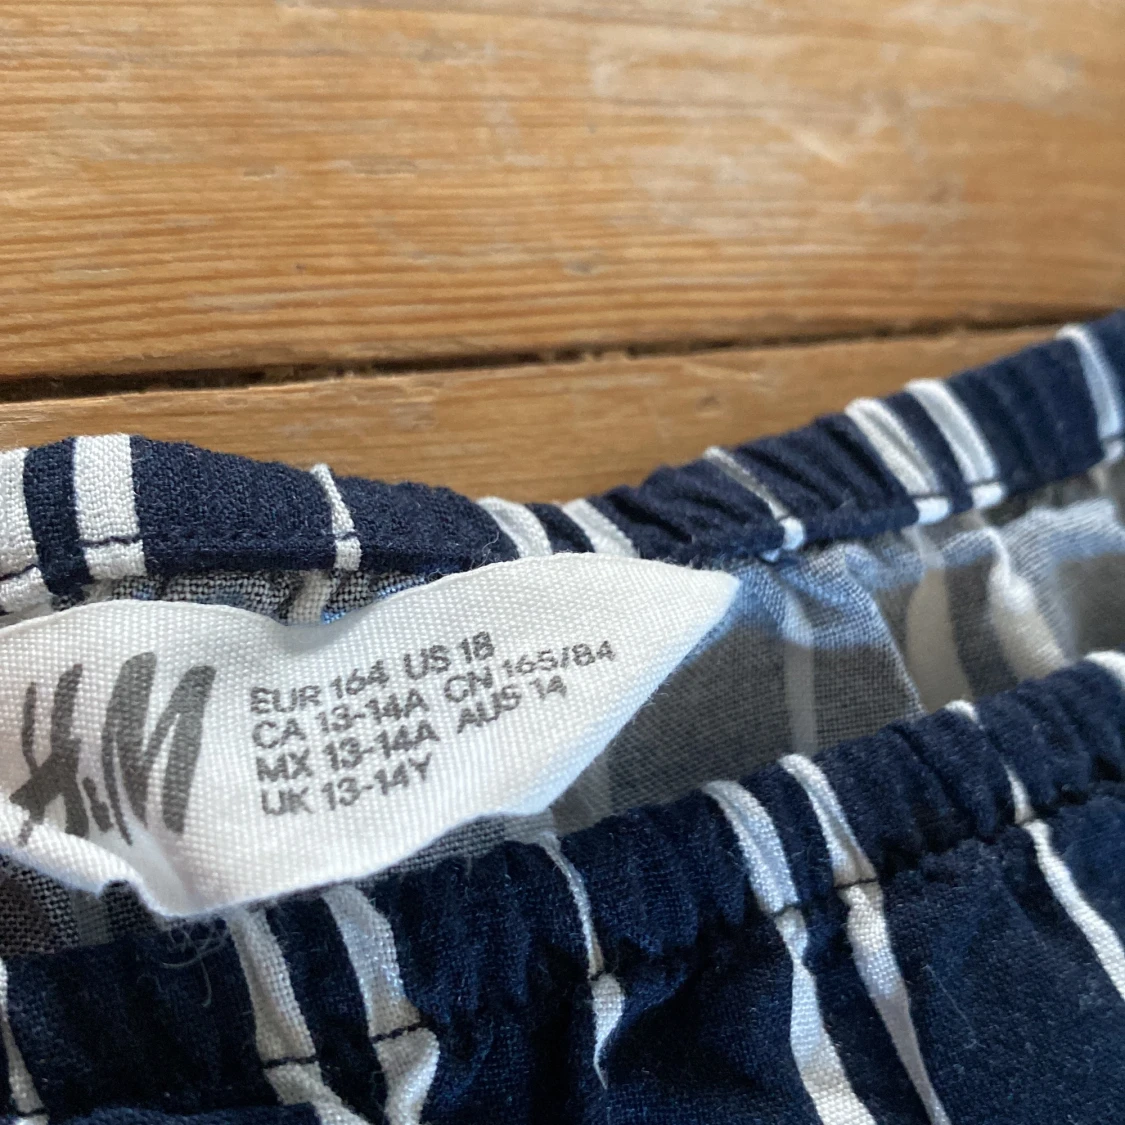 H&M
EUR 164 US 18
CA 13-14A CN 165/84
MX 13-14A AUS 14
UK 13-14Y